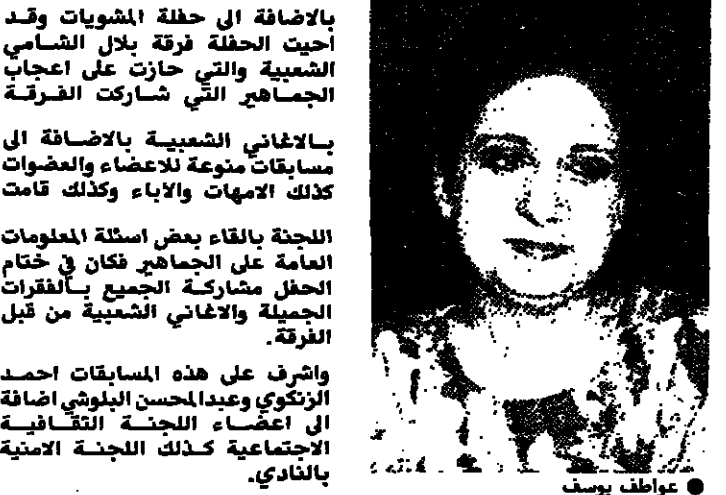 بالاضافة الى حفلة المشويات وقد
احيت الحفلة فرقة بلال الشامي
الشعبية والتي حازت على اعجاب
الجماهير التي شاركت الفرقة
بالاغاني الشعبية بالاضافة الى
مسابقات منوعة للاعضاء والعضوات
كذلك الامهات والاباء وكذلك قامت
اللجنة بالقاء بعض اسئلة المعلومات
العامة على الجماهير فكان في ختام
الحفل مشاركة الجميع بالفقرات
الجميلة والاغاني الشعبية من قبل
الفرقة.
واشرف على هذه المسابقات احمد
الزنكوي وعبدالمحسن البلوشي اضافة
الى اعضاء اللجنة الثقافية
الاجتماعية كذلك اللجنة الامنية
بالنادي.
● عواطف يوسف